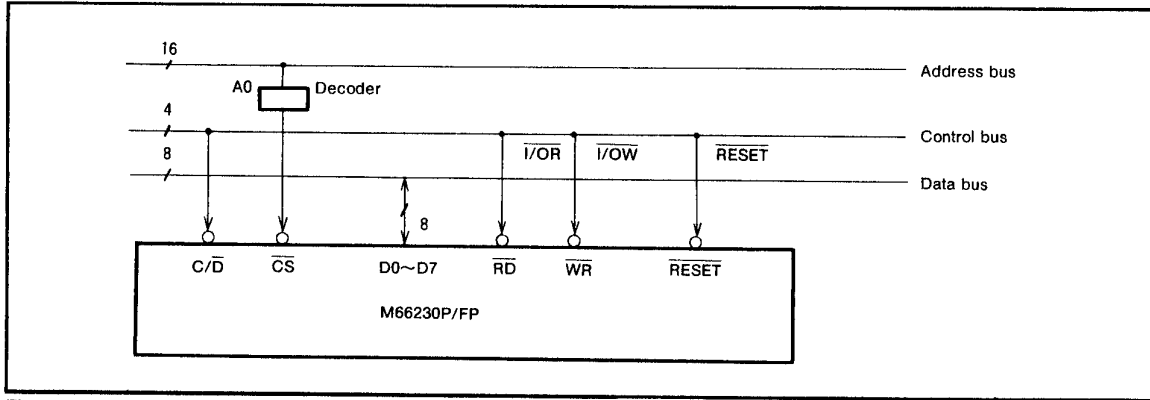 16
Address bus
A0
Decoder
4
Control bus
I/OR
I/OW
RESET
8
Data bus
8
C/D
CS
D0~D7
RD
WR
RESET
M66230P/FP